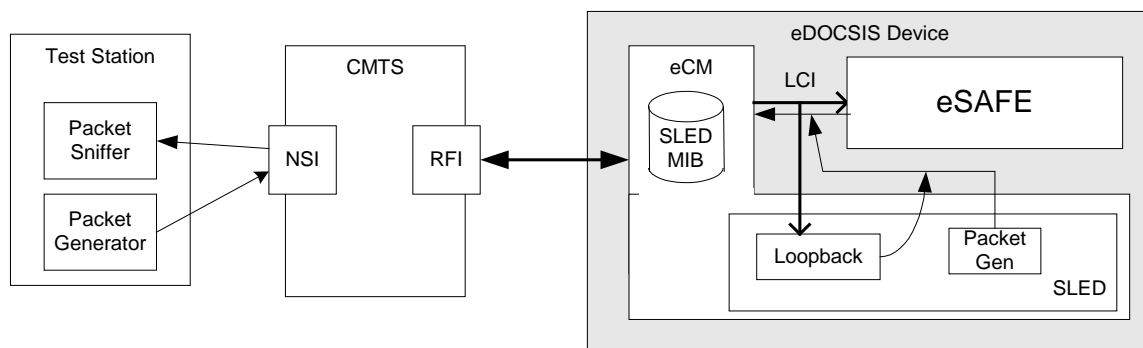 Test Station
Packet
Sniffer
Packet
Generator
CMTS
NSI
RFI
eDOCSIS Device
eCM
SLED
MIB
LCI
eSAFE
Loopback
Packet
Gen
SLED